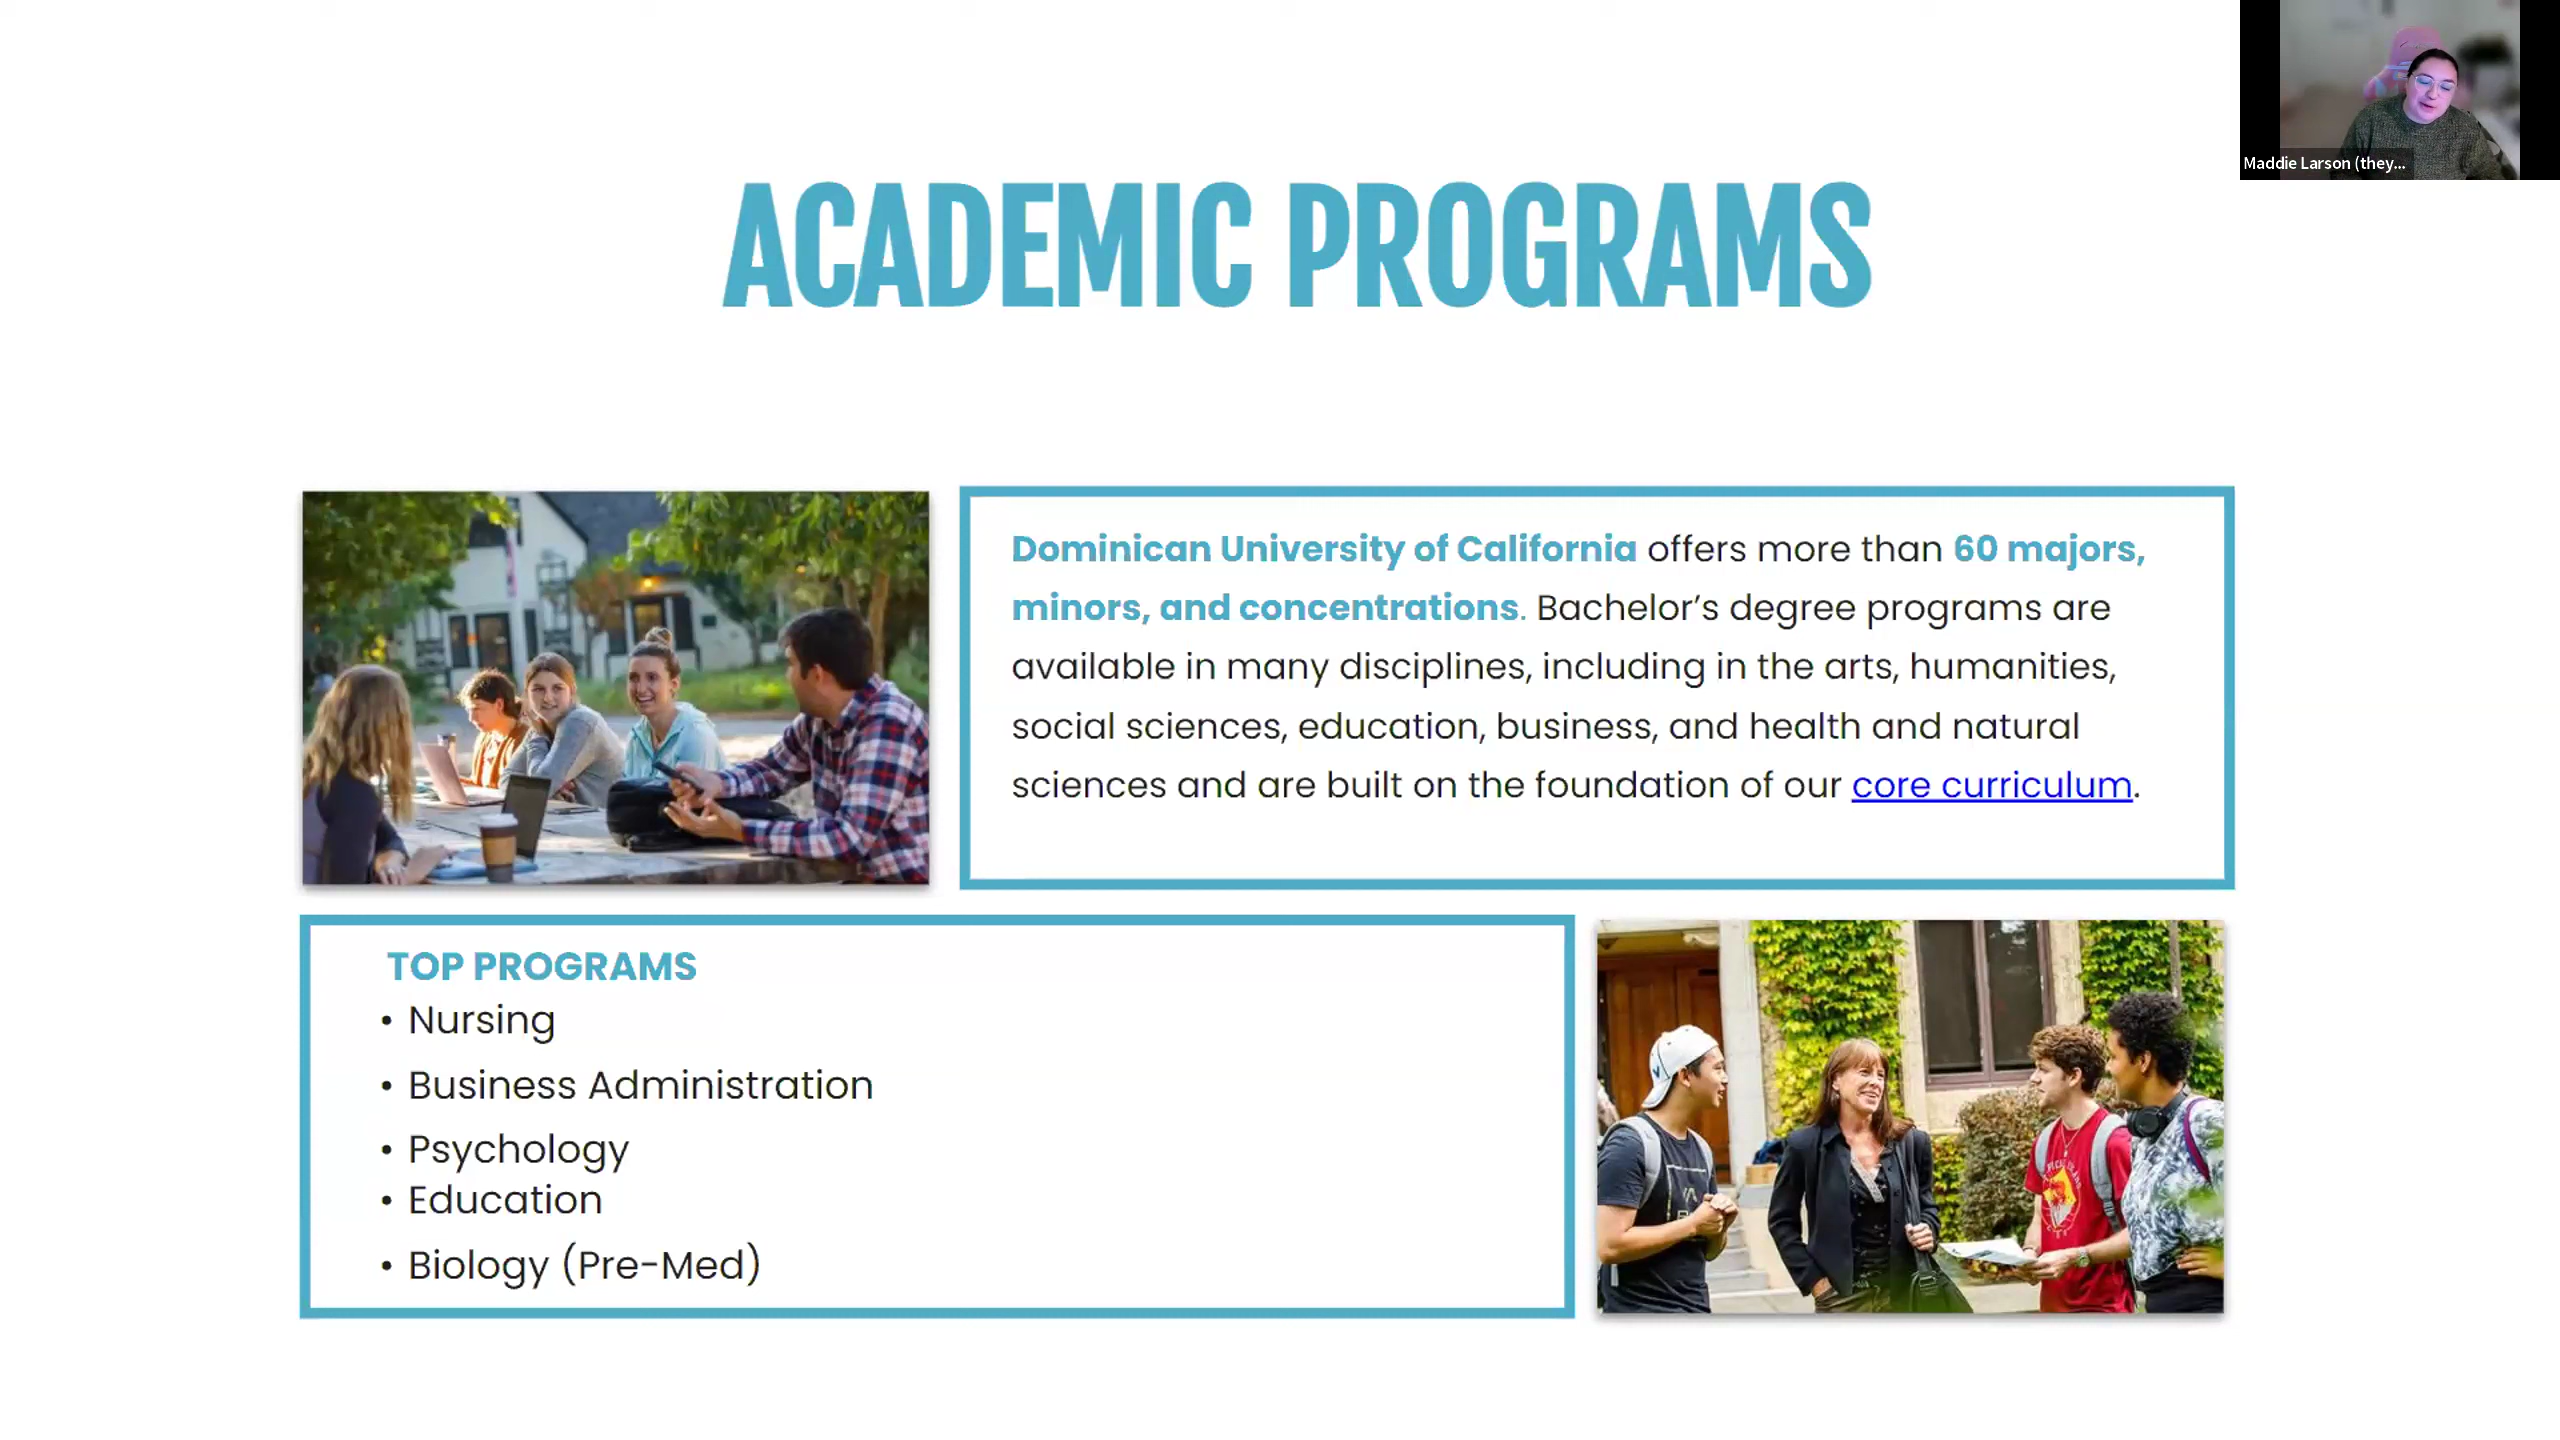 Maddie Larson (they...
ACADEMIC PROGRAMS
Dominican University of California offers more than 60 majors,
minors, and concentrations. Bachelor's degree programs are
available in many disciplines, including in the arts, humanities,
social sciences, education, business, and health and natural
sciences and are built on the foundation of our core curriculum.
TOP PROGRAMS
• Nursing
• Business Administration
• Psychology
• Education
• Biology (Pre-Med)